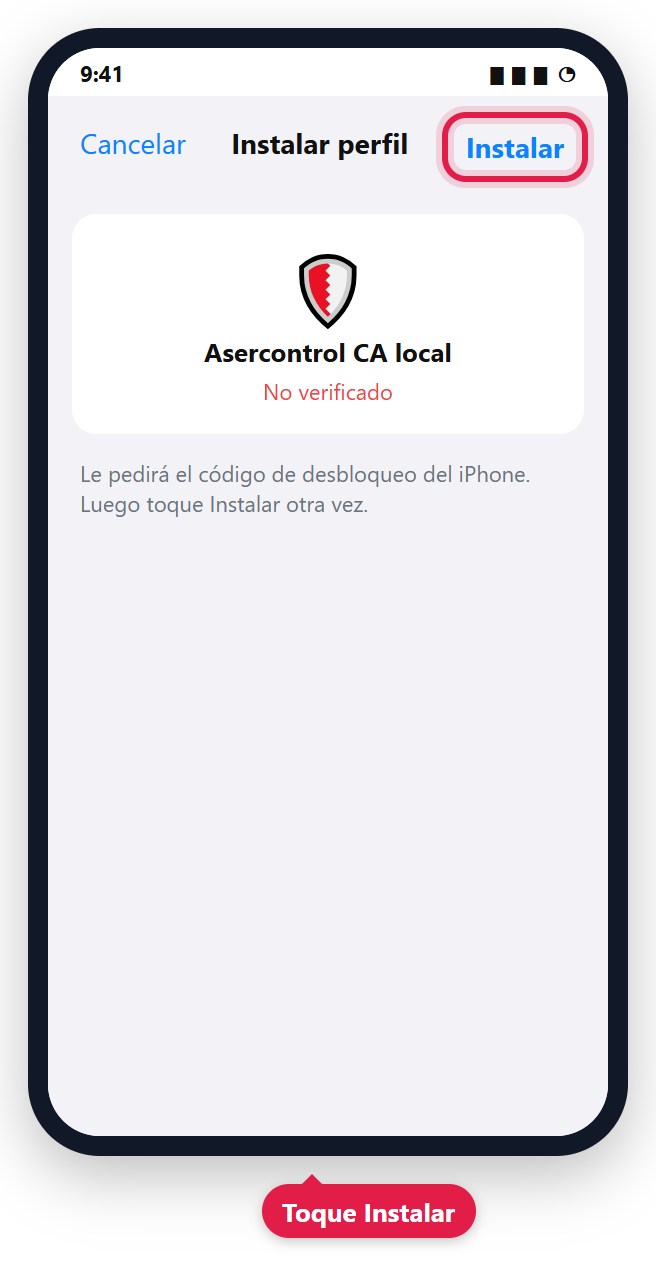 9:41
Cancelar Instalar perfil Instalar
Asercontrol CA local
No verificado
Le pedirá el código de desbloqueo del iPhone.
Luego toque Instalar otra vez.
Toque Instalar